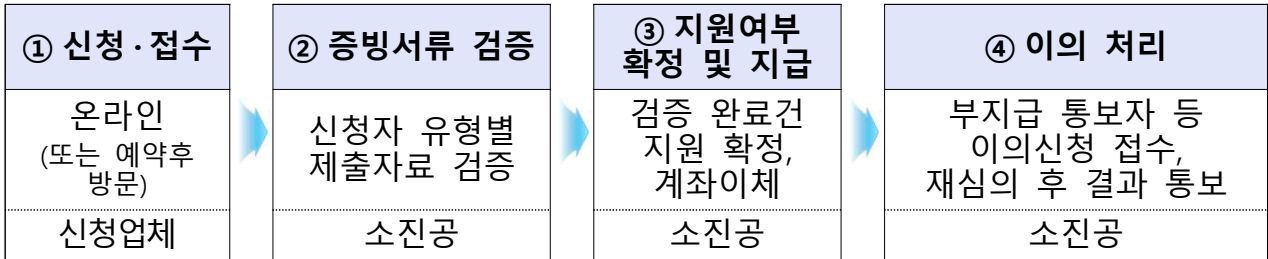 ① 신청·접수
온라인
(또는 예약후
방문)
신청업체
② 증빙서류 검증
신청자 유형별
제출자료 검증
소진공
③ 지원여부
확정 및 지급
검증 완료건
지원 확정,
계좌이체
소진공
④ 이의 처리
부지급 통보자 등
이의신청 접수,
재심의 후 결과 통보
소진공